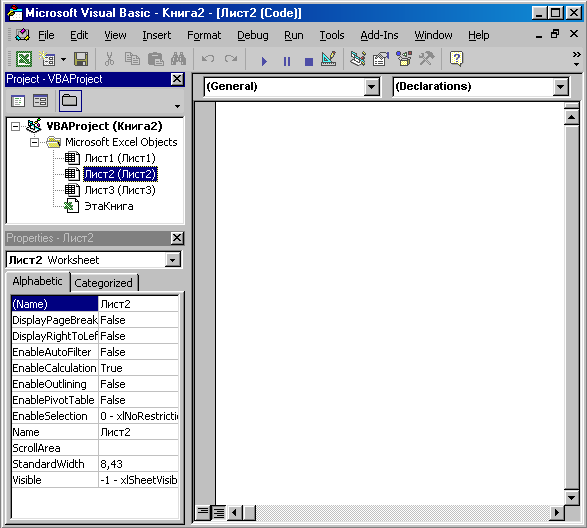 Microsoft Visual Basic - Книга2 - [Лист2 (Code)]
File Edit View Insert Format Debug Run Tools Add-Ins Window Help
Project - VBAProject
(General) (Declarations)
VBAProject (Книга2)
Microsoft Excel Objects
Лист1 (Лист1)
Лист2 (Лист2)
Лист3 (Лист3)
ЭтаКнига
Properties - Лист2
Лист2 Worksheet
Alphabetic Categorized
(Name) Лист2
DisplayPageBreak False
DisplayRightToLef False
EnableAutoFilter False
EnableCalculation True
EnableOutlining False
EnablePivotTable False
EnableSelection 0 - xlNoRestrictio
Name Лист2
ScrollArea
StandardWidth 8,43
Visible -1 - xlSheetVisib